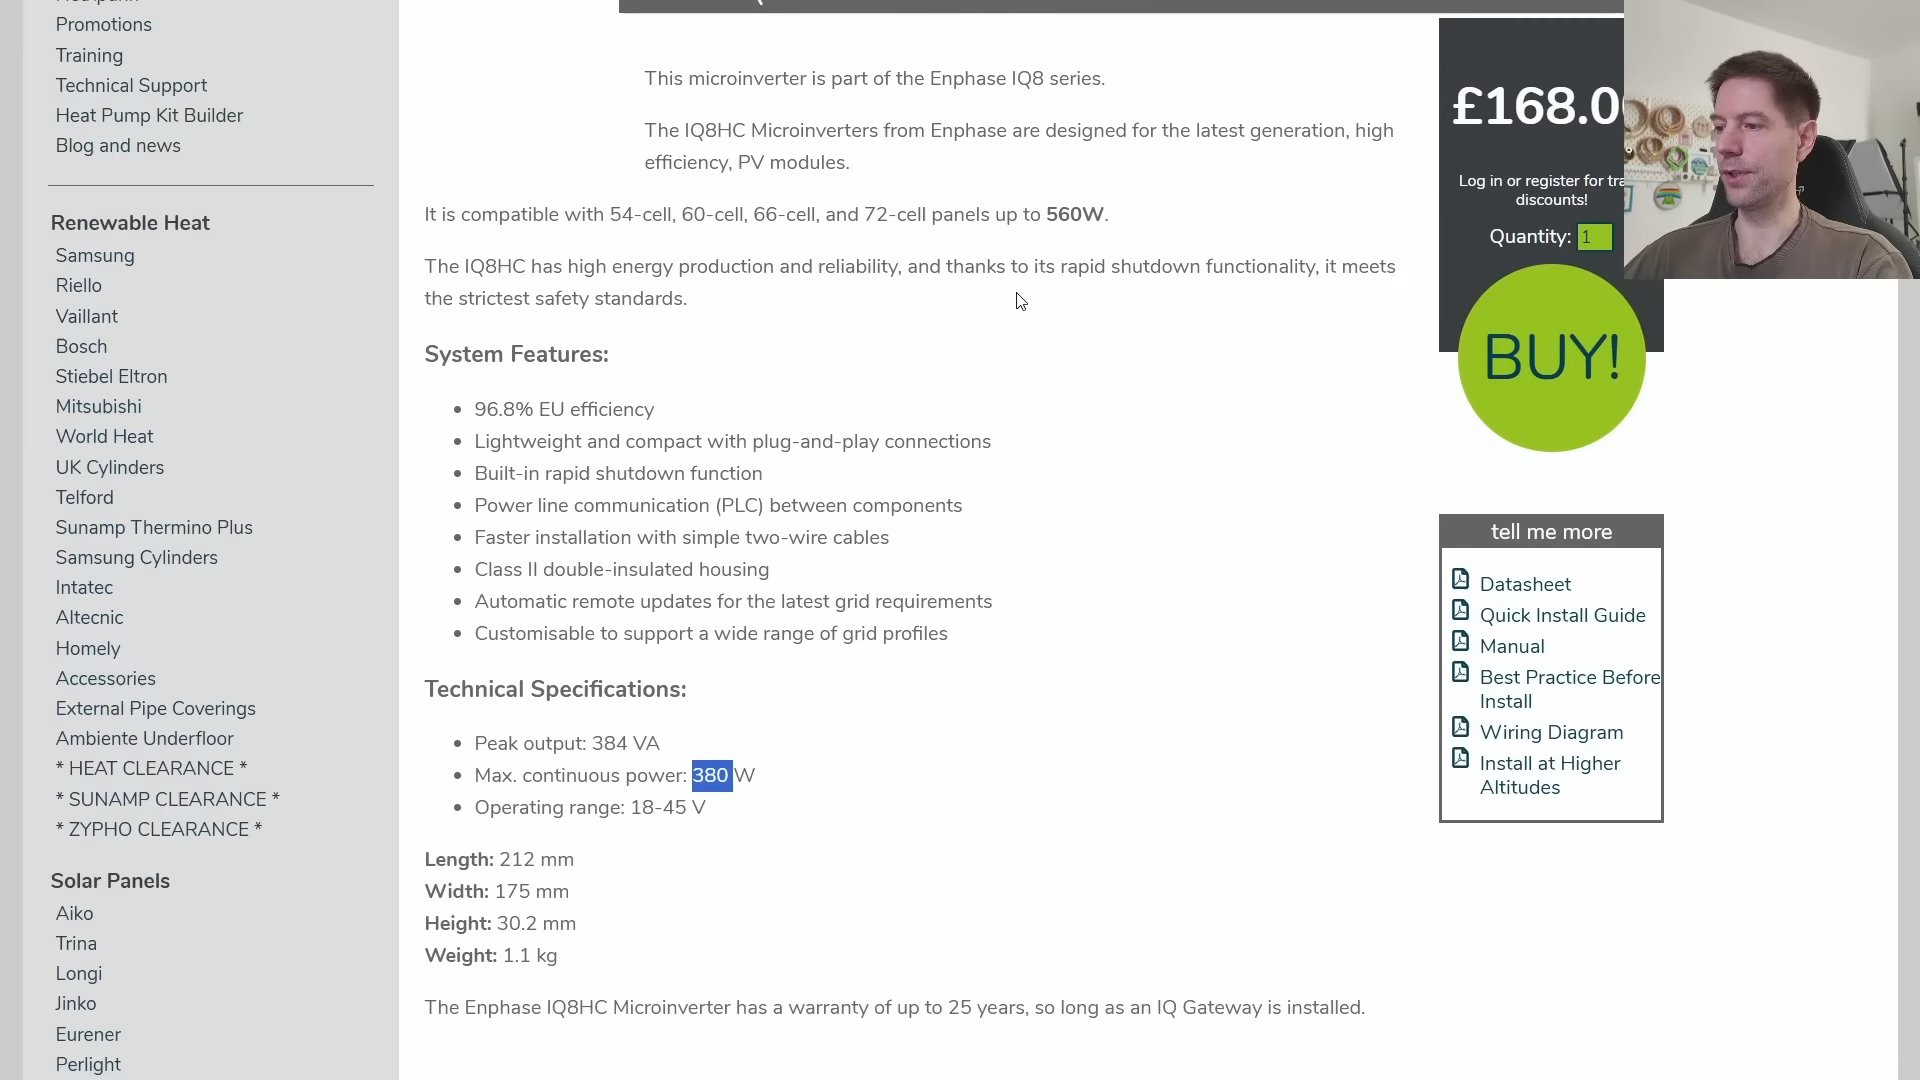 Promotions
Training
Technical Support
Heat Pump Kit Builder
Blog and news
Renewable Heat
Samsung
Riello
Vaillant
Bosch
Stiebel Eltron
Mitsubishi
World Heat
UK Cylinders
Telford
Sunamp Thermino Plus
Samsung Cylinders
Intatec
Altecnic
Homely
Accessories
External Pipe Coverings
Ambiente Underfloor
* HEAT CLEARANCE *
* SUNAMP CLEARANCE *
* ZYPHO CLEARANCE *
Solar Panels
Aiko
Trina
Longi
Jinko
Eurener
Perlight
This microinverter is part of the Enphase IQ8 series.
The IQ8HC Microinverters from Enphase are designed for the latest generation, high
efficiency, PV modules.
It is compatible with 54-cell, 60-cell, 66-cell, and 72-cell panels up to 560W.
The IQ8HC has high energy production and reliability, and thanks to its rapid shutdown functionality, it meets
the strictest safety standards.
System Features:
• 96.8% EU efficiency
• Lightweight and compact with plug-and-play connections
• Built-in rapid shutdown function
• Power line communication (PLC) between components
• Faster installation with simple two-wire cables
• Class II double-insulated housing
• Automatic remote updates for the latest grid requirements
• Customisable to support a wide range of grid profiles
Technical Specifications:
• Peak output: 384 VA
• Max. continuous power: 380 W
• Operating range: 18-45 V
Length: 212 mm
Width: 175 mm
Height: 30.2 mm
Weight: 1.1 kg
The Enphase IQ8HC Microinverter has a warranty of up to 25 years, so long as an IQ Gateway is installed.
£168.0
Log in or register for tra
discounts!
Quantity: 1
BUY!
tell me more
Datasheet
Quick Install Guide
Manual
Best Practice Before
Install
Wiring Diagram
Install at Higher
Altitudes